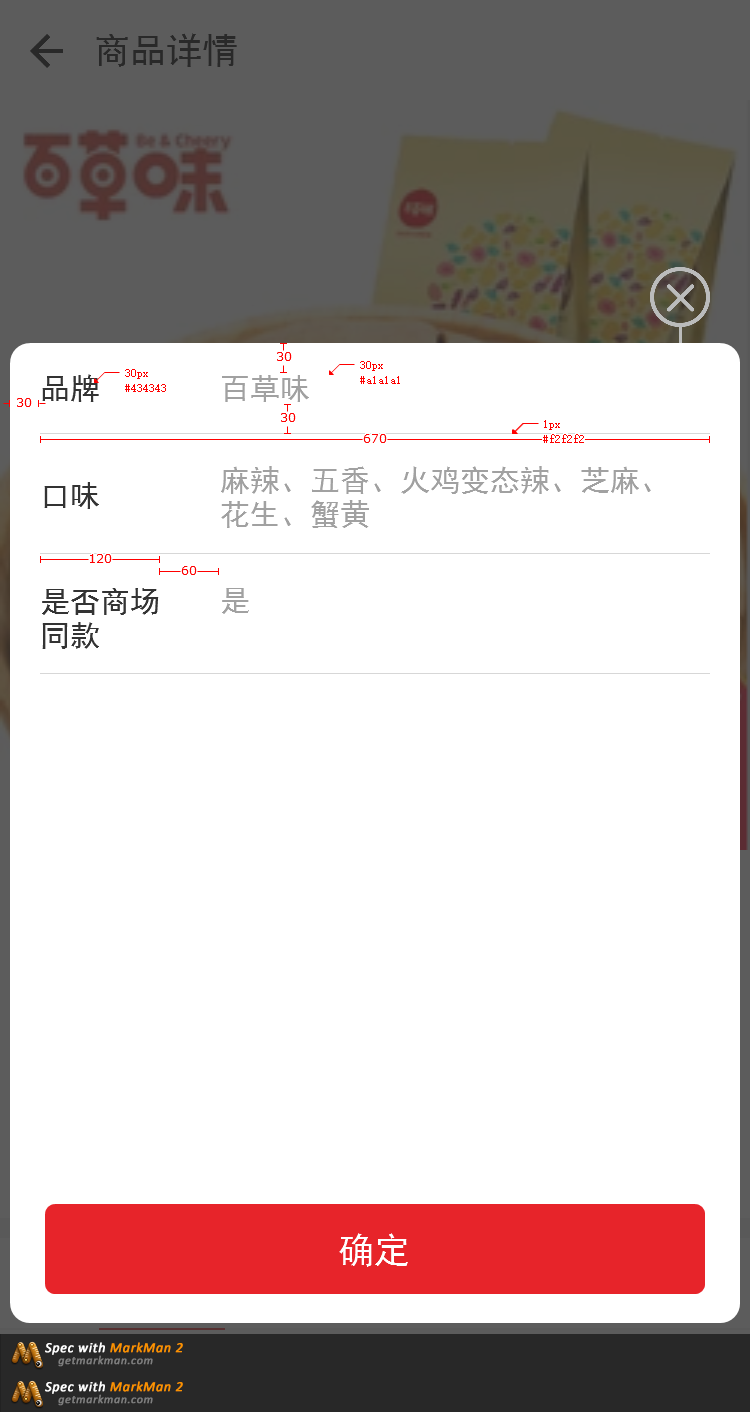 商品详情
Be & Cheery
百草味
30
30px
#434343
30px
#a1a1a1
品牌
百草味
30
30
1px
670
#f2f2f2
口味
麻辣、五香、火鸡变态辣、芝麻、
花生、蟹黄
120
60
是否商场
同款
是
确定
Spec with MarkMan 2
getmarkman.com
Spec with MarkMan 2
getmarkman.com